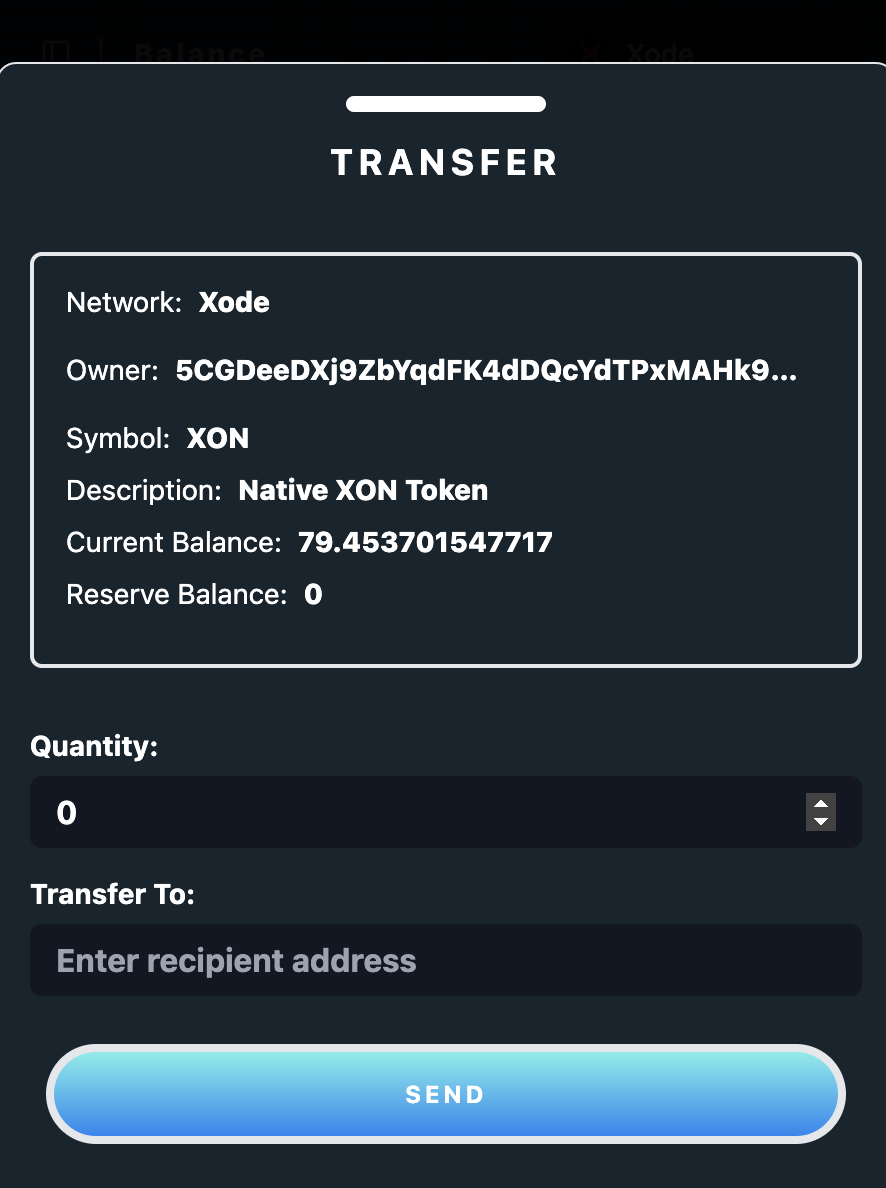 Balance
Xode
TRANSFER
Network: Xode
Owner: 5CGDeeDXj9ZbYqdFK4dDQcYdTPxMAHk9...
Symbol: XON
Description: Native XON Token
Current Balance: 79.453701547717
Reserve Balance: 0
Quantity:
0
Transfer To:
Enter recipient address
SEND